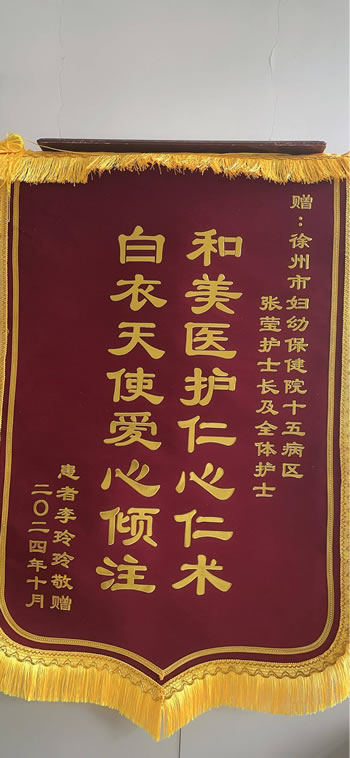 赠：徐州市妇幼保健院十五病区
张莹护士长及全体护士
和美医护仁心仁术
白衣天使爱心倾注
患者李玲玲敬赠
二〇二四年十月